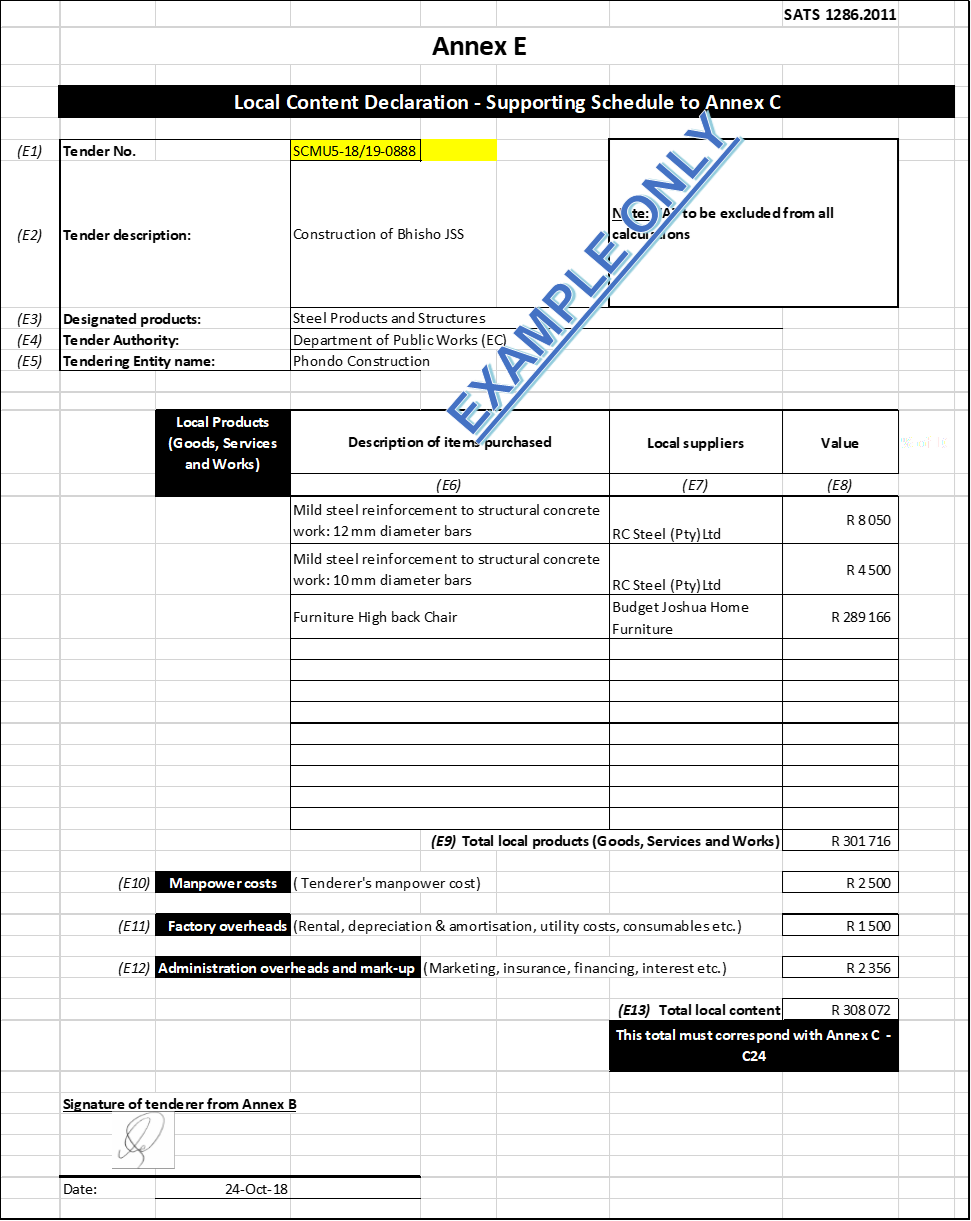 SATS 1286.2011
Annex E
Local Content Declaration - Supporting Schedule to Annex C
(E1) Tender No. SCMU5-18/19-0888
EXAMPLE ONLY
Note: to be excluded from all
(E2) Tender description: Construction of Bhisho JSS
(E3) Designated products: Steel Products and Structures
(E4) Tender Authority: Department of Public Works (EC)
(E5) Tendering Entity name: Phondo Construction
Local Products
(Goods, Services
and Works)
Description of items purchased
Local suppliers
Value
(E6) (E7) (E8)
Mild steel reinforcement to structural concrete
work: 12 mm diameter bars
RC Steel (Pty)Ltd
R 8 050
Mild steel reinforcement to structural concrete
work: 10 mm diameter bars
RC Steel (Pty)Ltd
R 4 500
Furniture High back Chair
Budget Joshua Home
Furniture
R 289 166
(E9) Total local products (Goods, Services and Works) R 301 716
(E10) Manpower costs ( Tenderer's manpower cost) R 2 500
(E11) Factory overheads (Rental, depreciation & amortisation, utility costs, consumables etc.) R 1 500
(E12) Administration overheads and mark-up (Marketing, insurance, financing, interest etc.) R 2 356
(E13) Total local content R 308 072
This total must correspond with Annex C -
C24
Signature of tenderer from Annex B
Date: 24-Oct-18